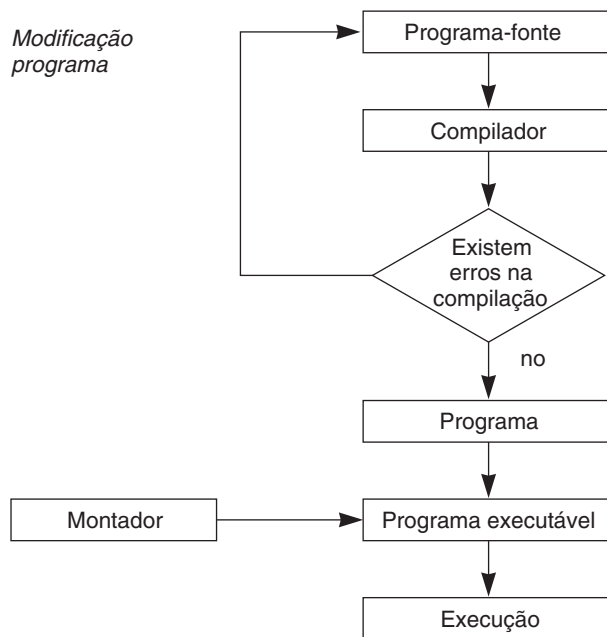 Modificação
programa
Programa-fonte
Compilador
Existem
erros na
compilação
no
Programa
Montador
Programa executável
Execução